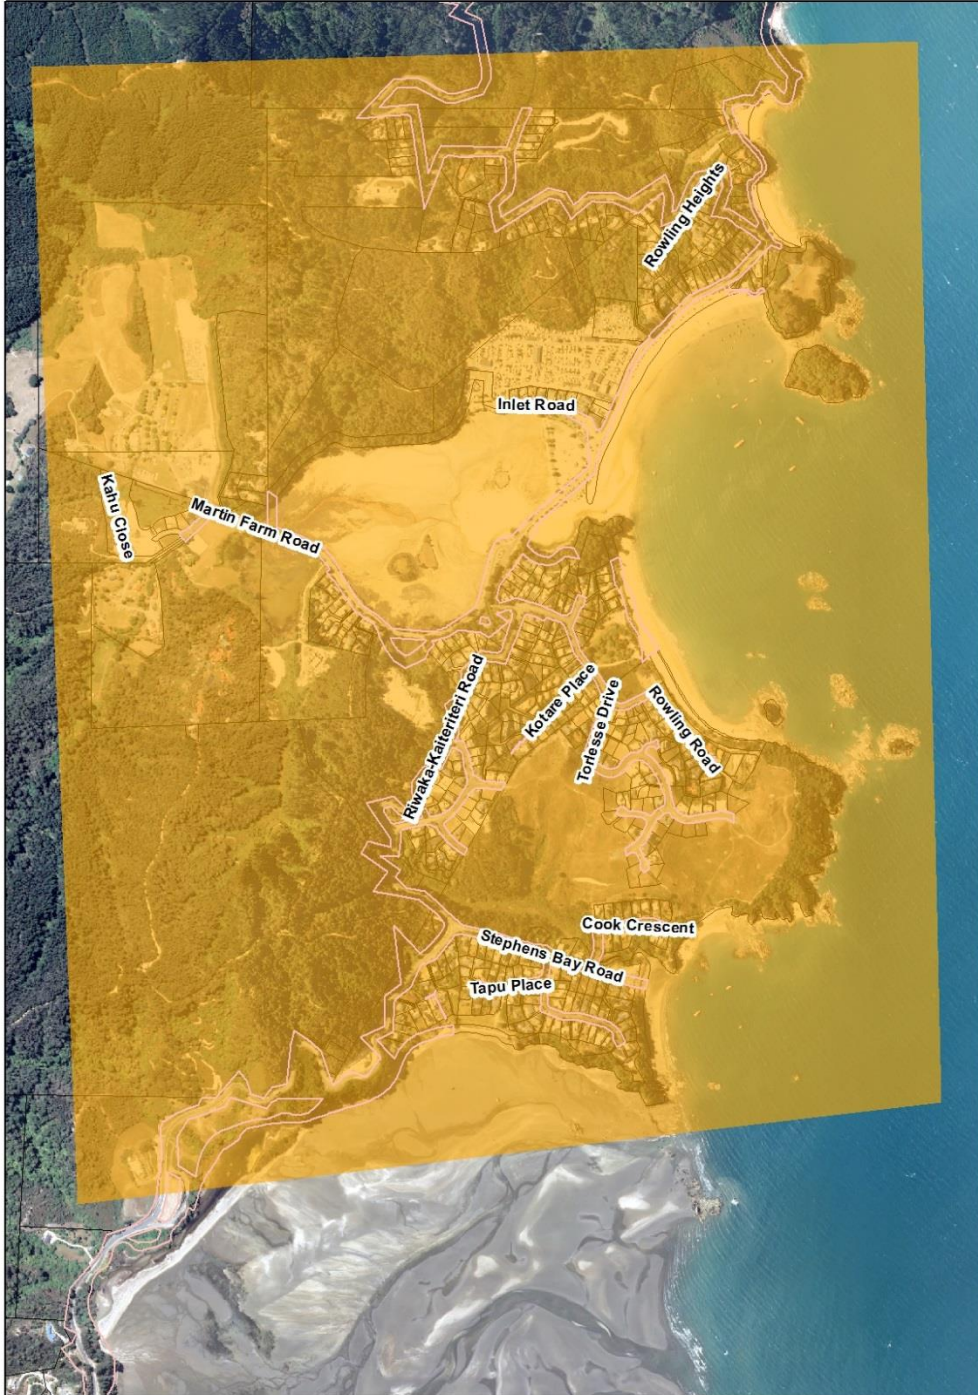 Rowling Heights
Inlet Road
Kahu Close
Martin Farm Road
Riwaka-Kaiteriteri Road
Kotare Place
Torlesse Drive
Rowling Road
Cook Crescent
Stephens Bay Road
Tapu Place